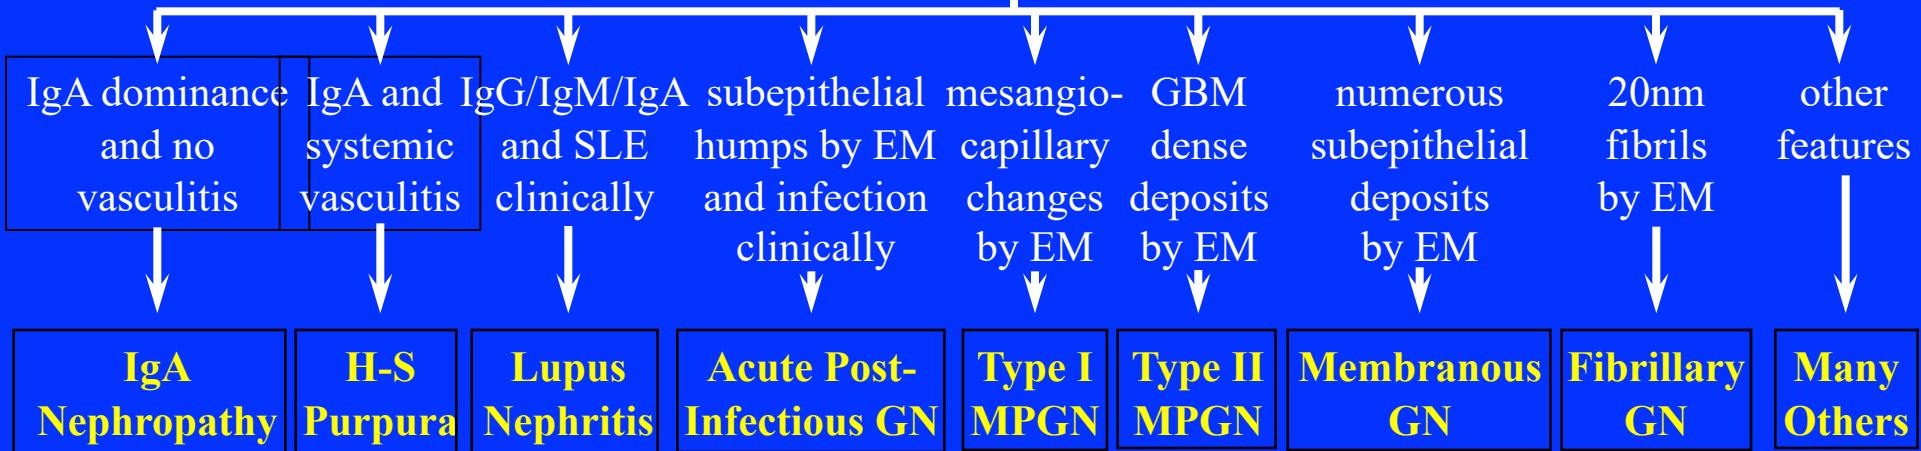 IgA dominance
and no
vasculitis
IgA and
systemic
vasculitis
IgG/IgM/IgA
and SLE
clinically
subepithelial
humps by EM
and infection
clinically
mesangio-
capillary
changes
by EM
GBM
dense
deposits
by EM
numerous
subepithelial
deposits
by EM
20nm
fibrils
by EM
other
features
IgA
Nephropathy
H-S
Purpura
Lupus
Nephritis
Acute Post-
Infectious GN
Type I
MPGN
Type II
MPGN
Membranous
GN
Fibrillary
GN
Many
Others